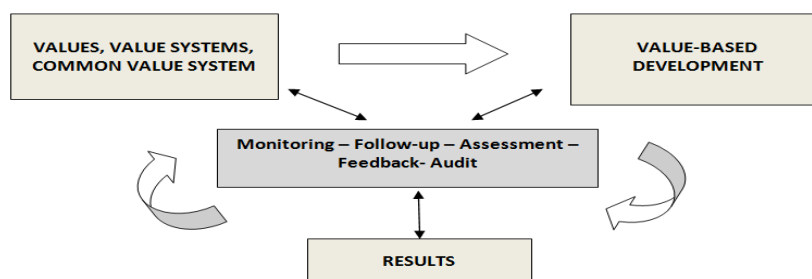 VALUES, VALUE SYSTEMS,
COMMON VALUE SYSTEM
VALUE-BASED
DEVELOPMENT
Monitoring – Follow-up – Assessment –
Feedback- Audit
RESULTS